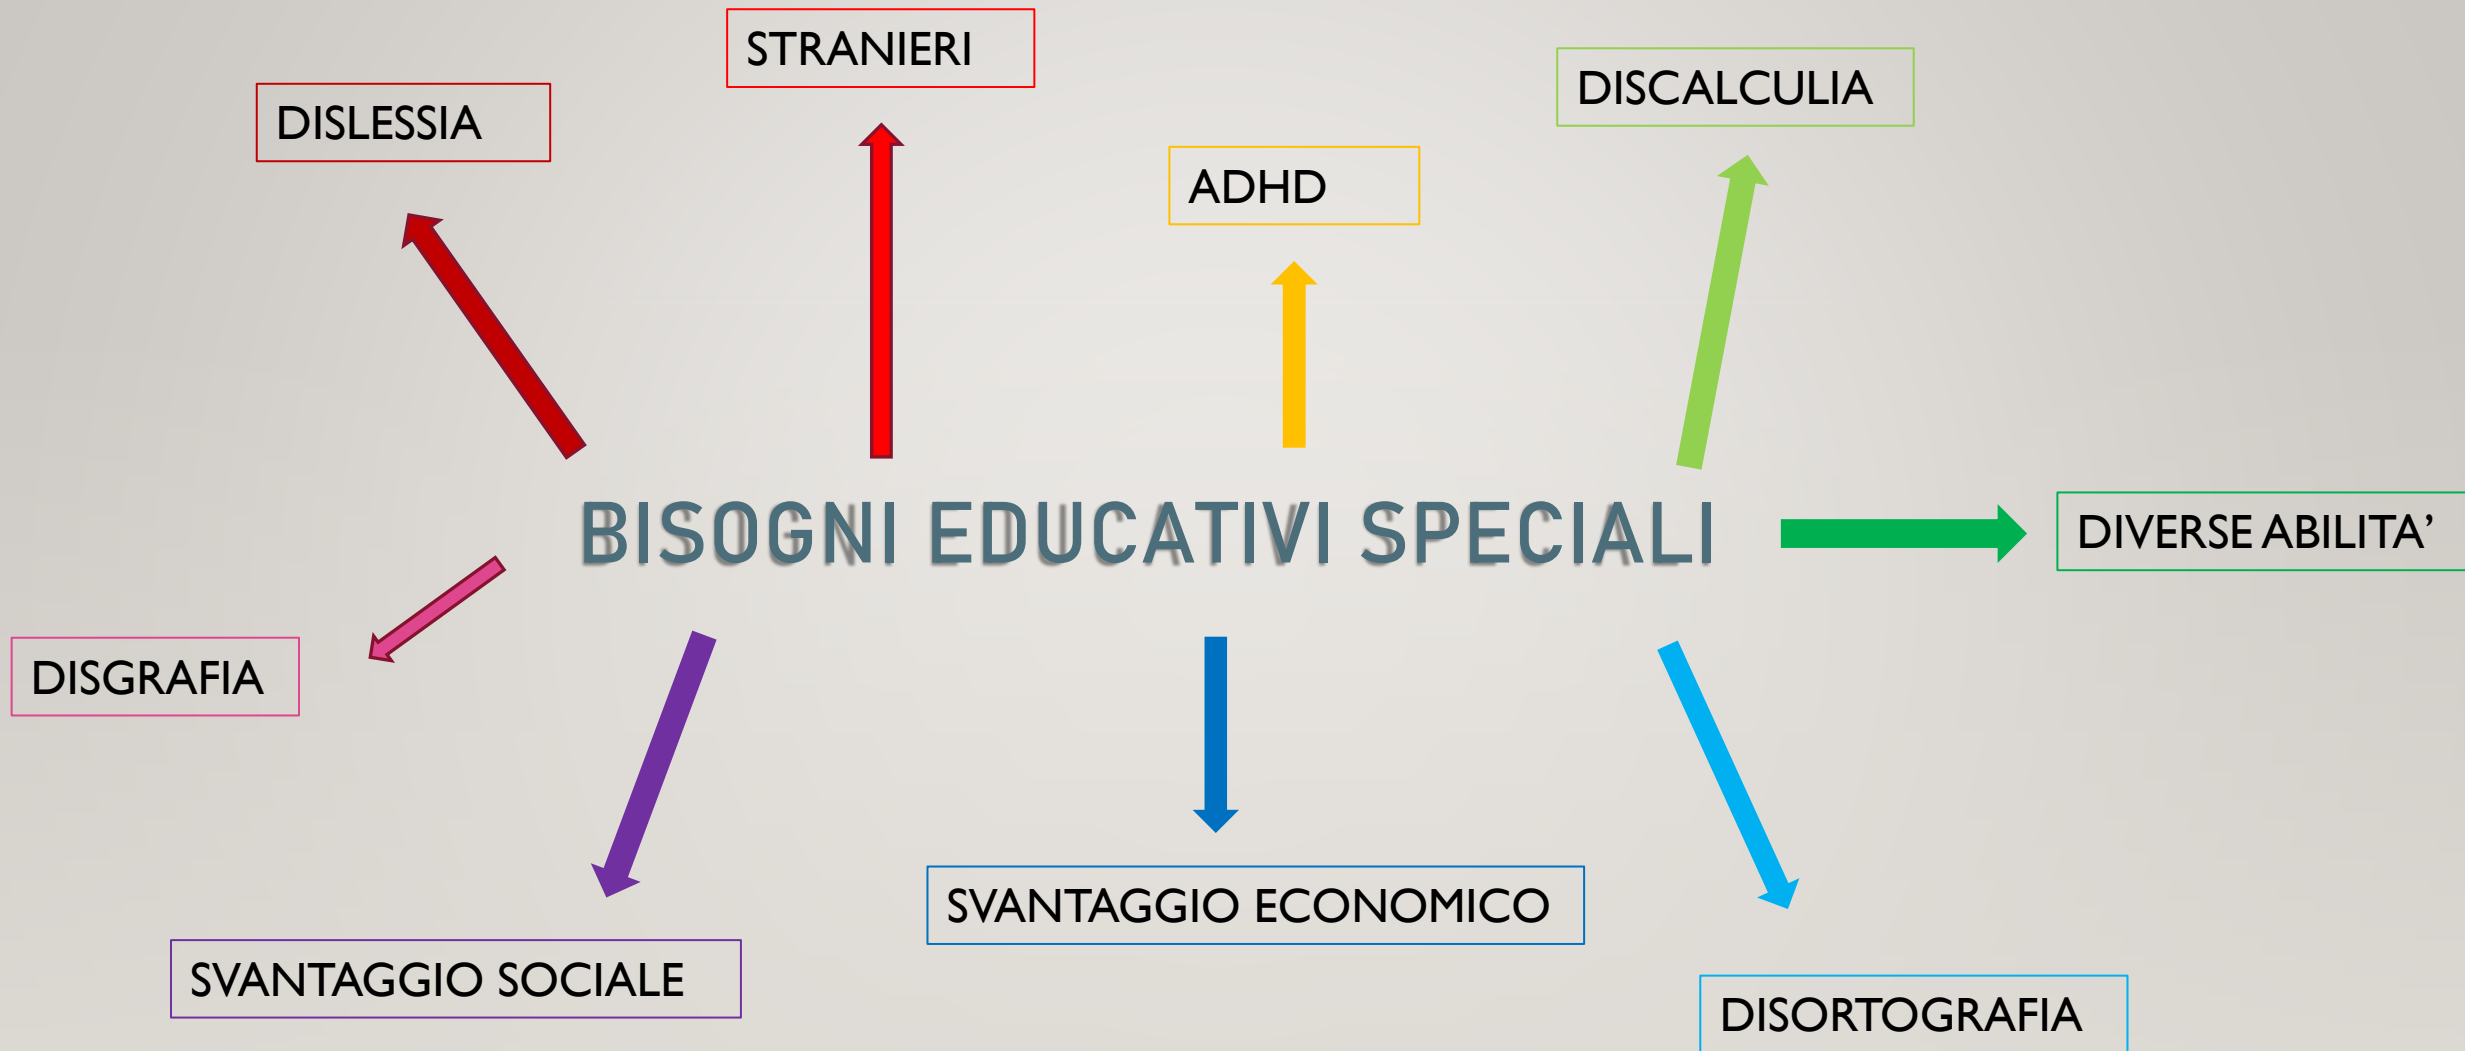 STRANIERI
DISCALCULIA
DISLESSIA
ADHD
BISOGNI EDUCATIVI SPECIALI
DIVERSE ABILITA’
DISGRAFIA
SVANTAGGIO ECONOMICO
SVANTAGGIO SOCIALE
DISORTOGRAFIA